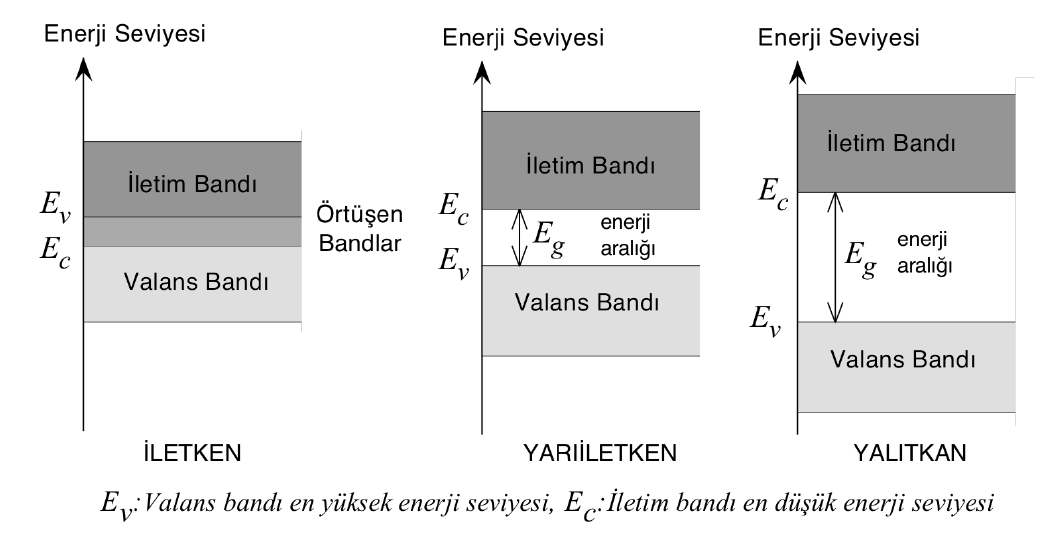 Enerji Seviyesi
İletim Bandı
E_v
E_c
Valans Bandı
Örtüşen
Bandlar
İLETKEN
Enerji Seviyesi
İletim Bandı
E_c
E_g
enerji
aralığı
E_v
Valans Bandı
YARIİLETKEN
Enerji Seviyesi
İletim Bandı
E_c
E_g
enerji
aralığı
E_v
Valans Bandı
YALITKAN
E_v:Valans bandı en yüksek enerji seviyesi, E_c:İletim bandı en düşük enerji seviyesi